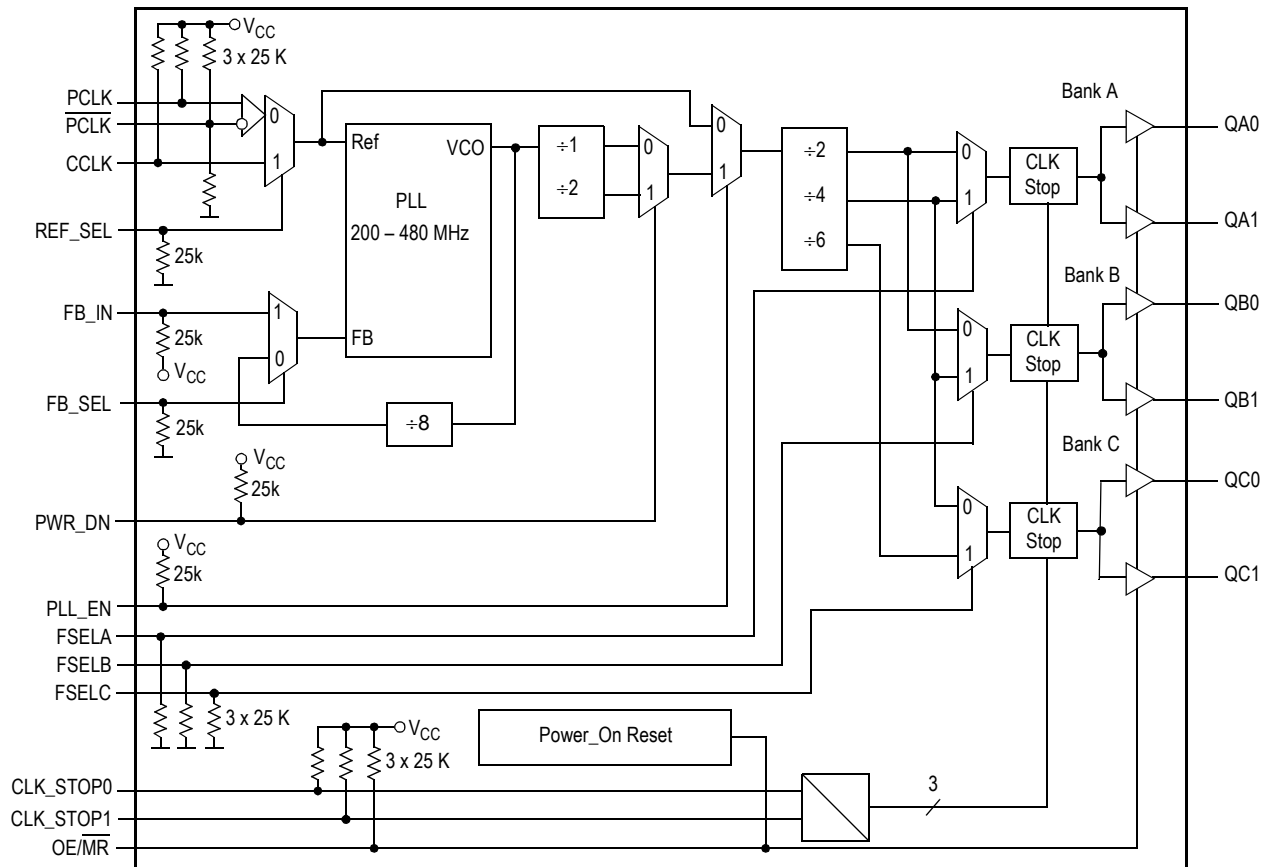 VCC
3 x 25 K
PCLK
PCLK
CCLK
0
1
REF_SEL
25k
Ref
VCO
PLL
200 – 480 MHz
FB
÷1
÷2
0
1
0
1
÷2
÷4
÷6
0
1
CLK
Stop
Bank A
QA0
QA1
FB_IN
25k
VCC
1
0
FB_SEL
25k
÷8
Bank B
0
1
CLK
Stop
QB0
QB1
VCC
25k
PWR_DN
Bank C
0
1
CLK
Stop
QC0
QC1
VCC
25k
PLL_EN
FSELA
FSELB
FSELC
3 x 25 K
VCC
3 x 25 K
Power_On Reset
CLK_STOP0
CLK_STOP1
OE/MR
3